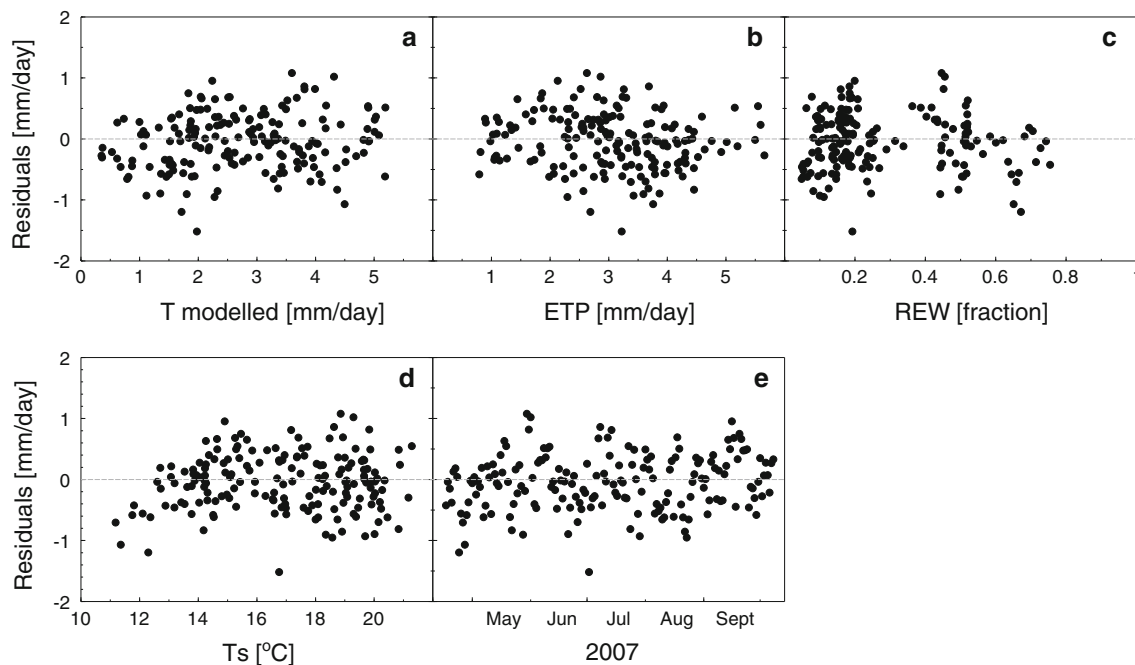 2
1
0
-1
-2
Residuals [mm/day]
a
b
c
0 1 2 3 4 5
1 2 3 4 5
0.2 0.4 0.6 0.8 1
T modelled [mm/day]
ETP [mm/day]
REW [fraction]
2
1
0
-1
-2
Residuals [mm/day]
d
e
10 12 14 16 18 20
May Jun Jul Aug Sept
Ts [°C]
2007